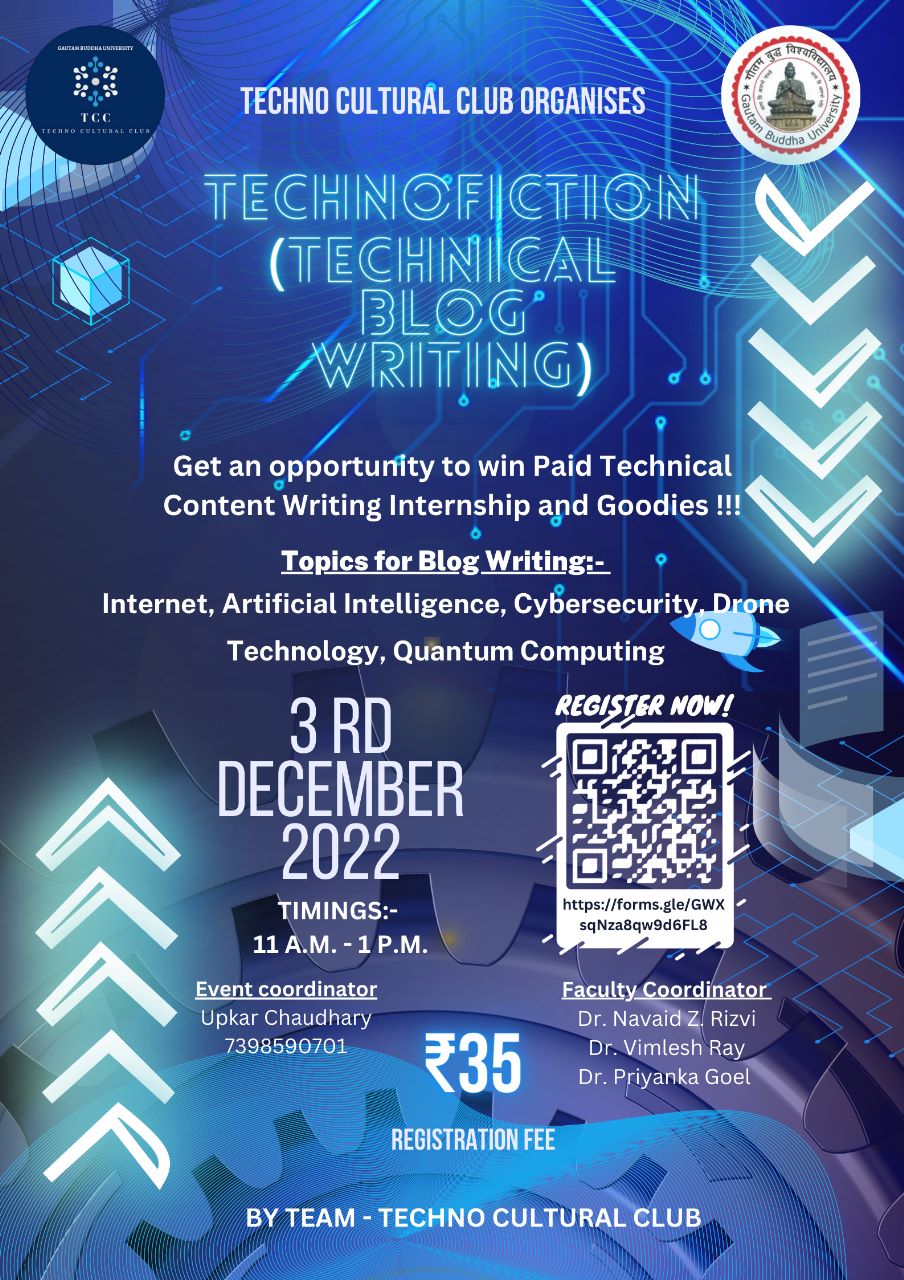 GAUTAM BUDDHA UNIVERSITY
TCC
TECHNO CULTURAL CLUB
TECHNO CULTURAL CLUB ORGANISES
गौतम बुद्ध विश्वविद्यालय
Gautam Buddha University
TECHNOFICTION
(TECHNICAL
BLOG
WRITING)
Get an opportunity to win Paid Technical
Content Writing Internship and Goodies !!!
Topics for Blog Writing:-
Internet, Artificial Intelligence, Cybersecurity, Drone
Technology, Quantum Computing
3 RD
DECEMBER
2022
TIMINGS:-
11 A.M. - 1 P.M.
REGISTER NOW!
https://forms.gle/GWX
sqNza8qw9d6FL8
Event coordinator
Upkar Chaudhary
7398590701
Faculty Coordinator
Dr. Navaid Z. Rizvi
Dr. Vimlesh Ray
Dr. Priyanka Goel
₹35
REGISTRATION FEE
BY TEAM - TECHNO CULTURAL CLUB